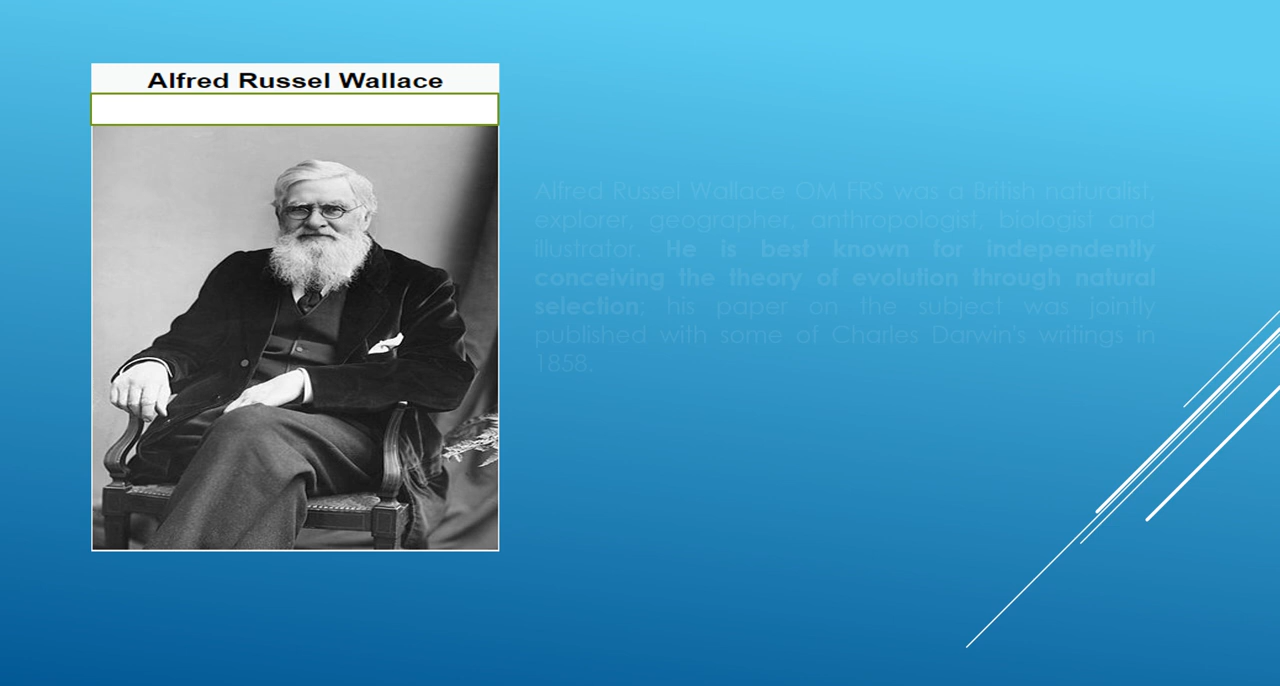 Alfred Russel Wallace
Alfred Russel Wallace OM FRS was a British naturalist,
explorer, geographer, anthropologist, biologist and
illustrator. He is best known for independently
conceiving the theory of evolution through natural
selection; his paper on the subject was jointly
published with some of Charles Darwin's writings in
1858.